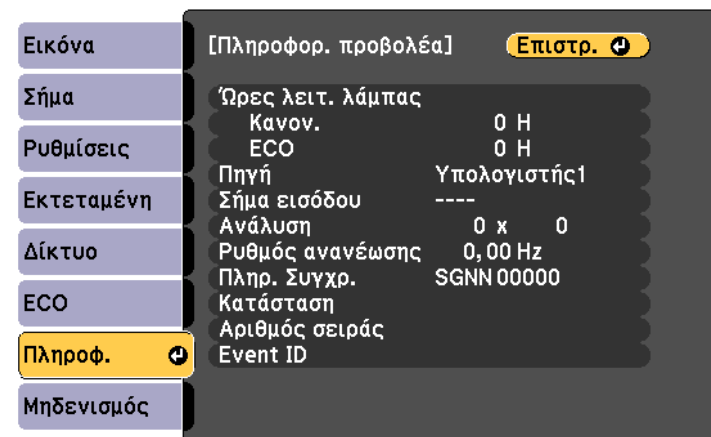 Εικόνα
Σήμα
Ρυθμίσεις
Εκτεταμένη
Δίκτυο
ECO
Πληροφ.
Μηδενισμός
[Πληροφορ. προβολέα] Επιστρ.
Ώρες λειτ. λάμπας
Κανον. 0 H
ECO 0 H
Πηγή Υπολογιστής1
Σήμα εισόδου ----
Ανάλυση 0 x 0
Ρυθμός ανανέωσης 0,00 Hz
Πληρ. Συγχρ. SGNN 00000
Κατάσταση
Αριθμός σειράς
Event ID